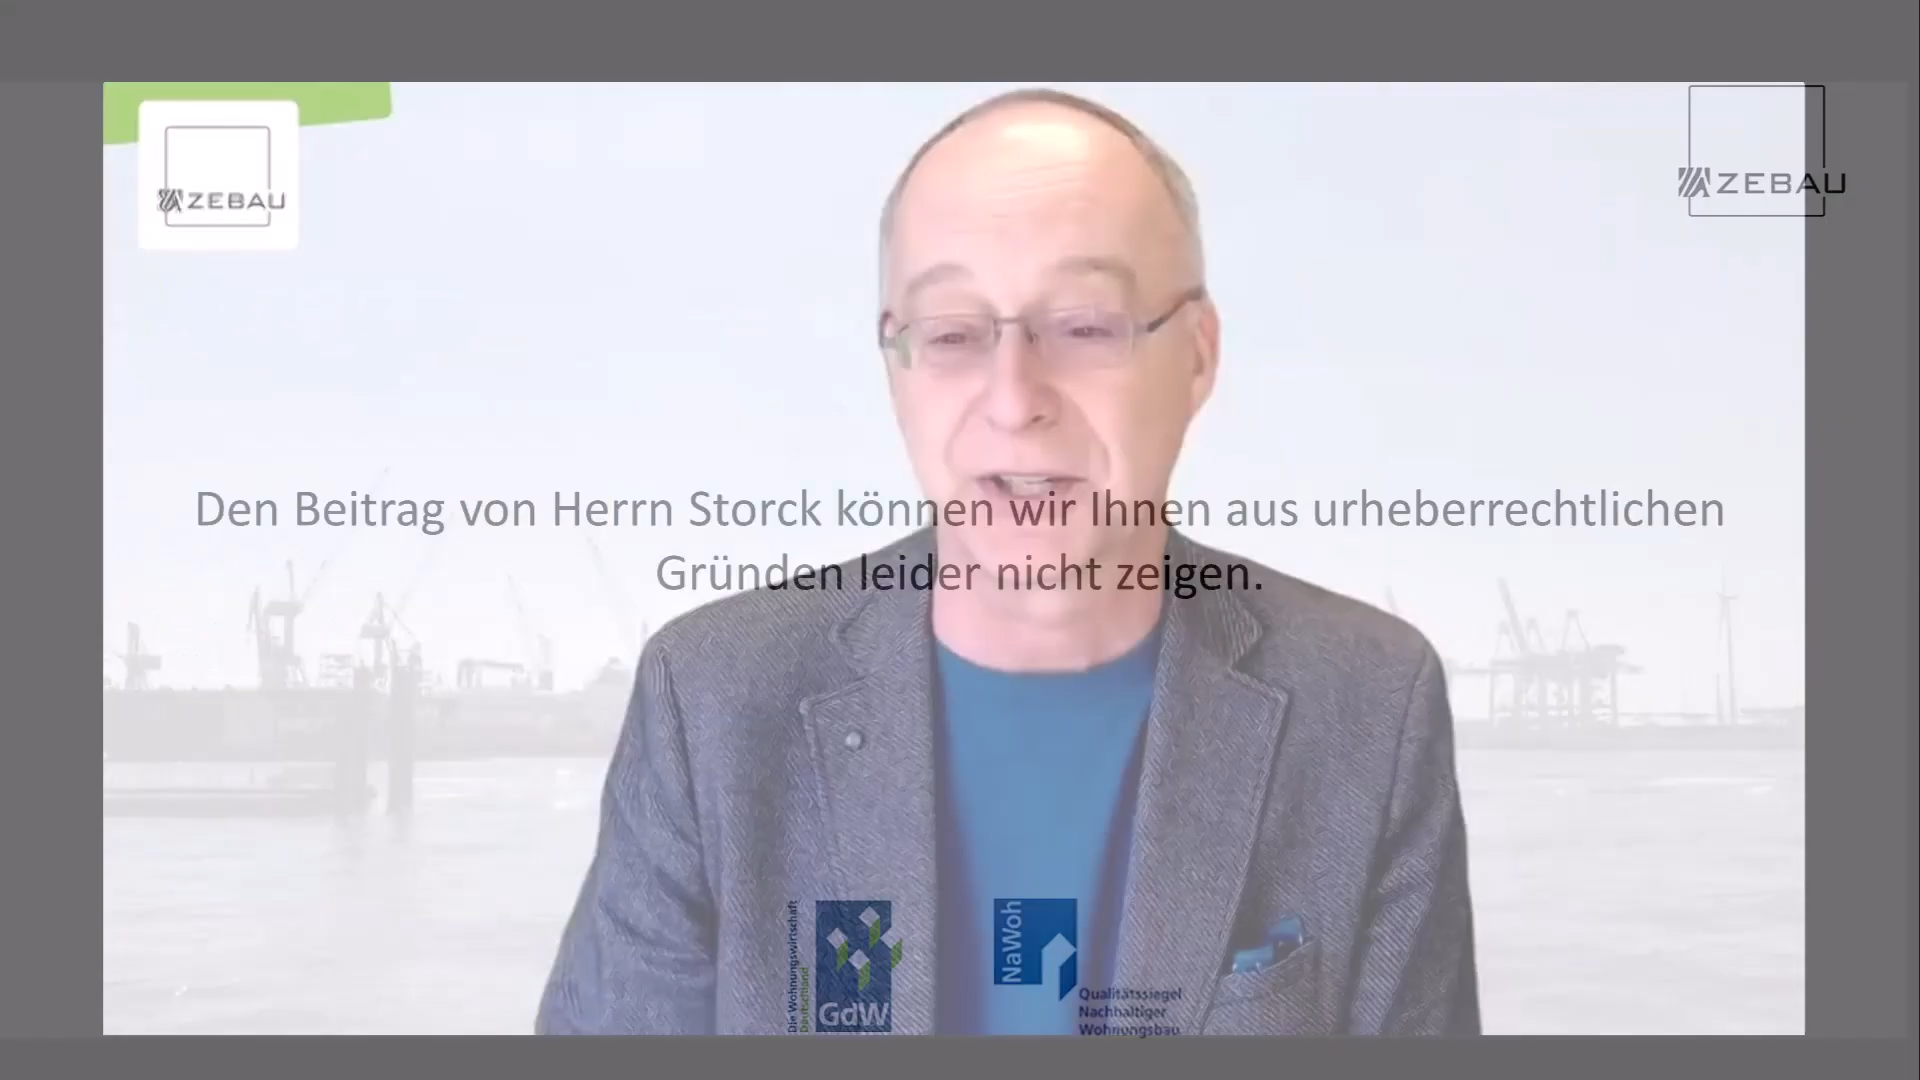 ZEBAU
ZEBAU
Den Beitrag von Herrn Storck können wir Ihnen aus urheberrechtlichen
Gründen leider nicht zeigen.
Die Wohnungswirtschaft
Deutschland
GdW
NaWoh
Qualitätssiegel
Nachhaltiger
Wohnungsbau